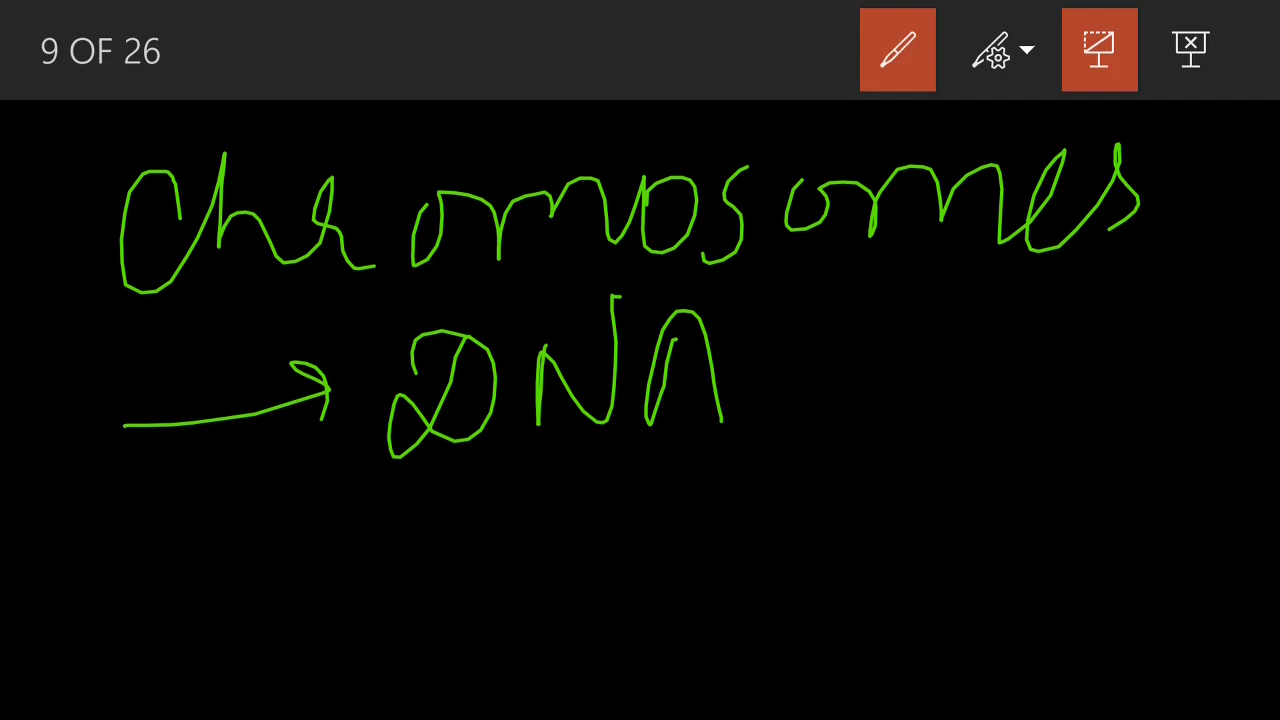 9 OF 26
Chromosomes
→ DNA